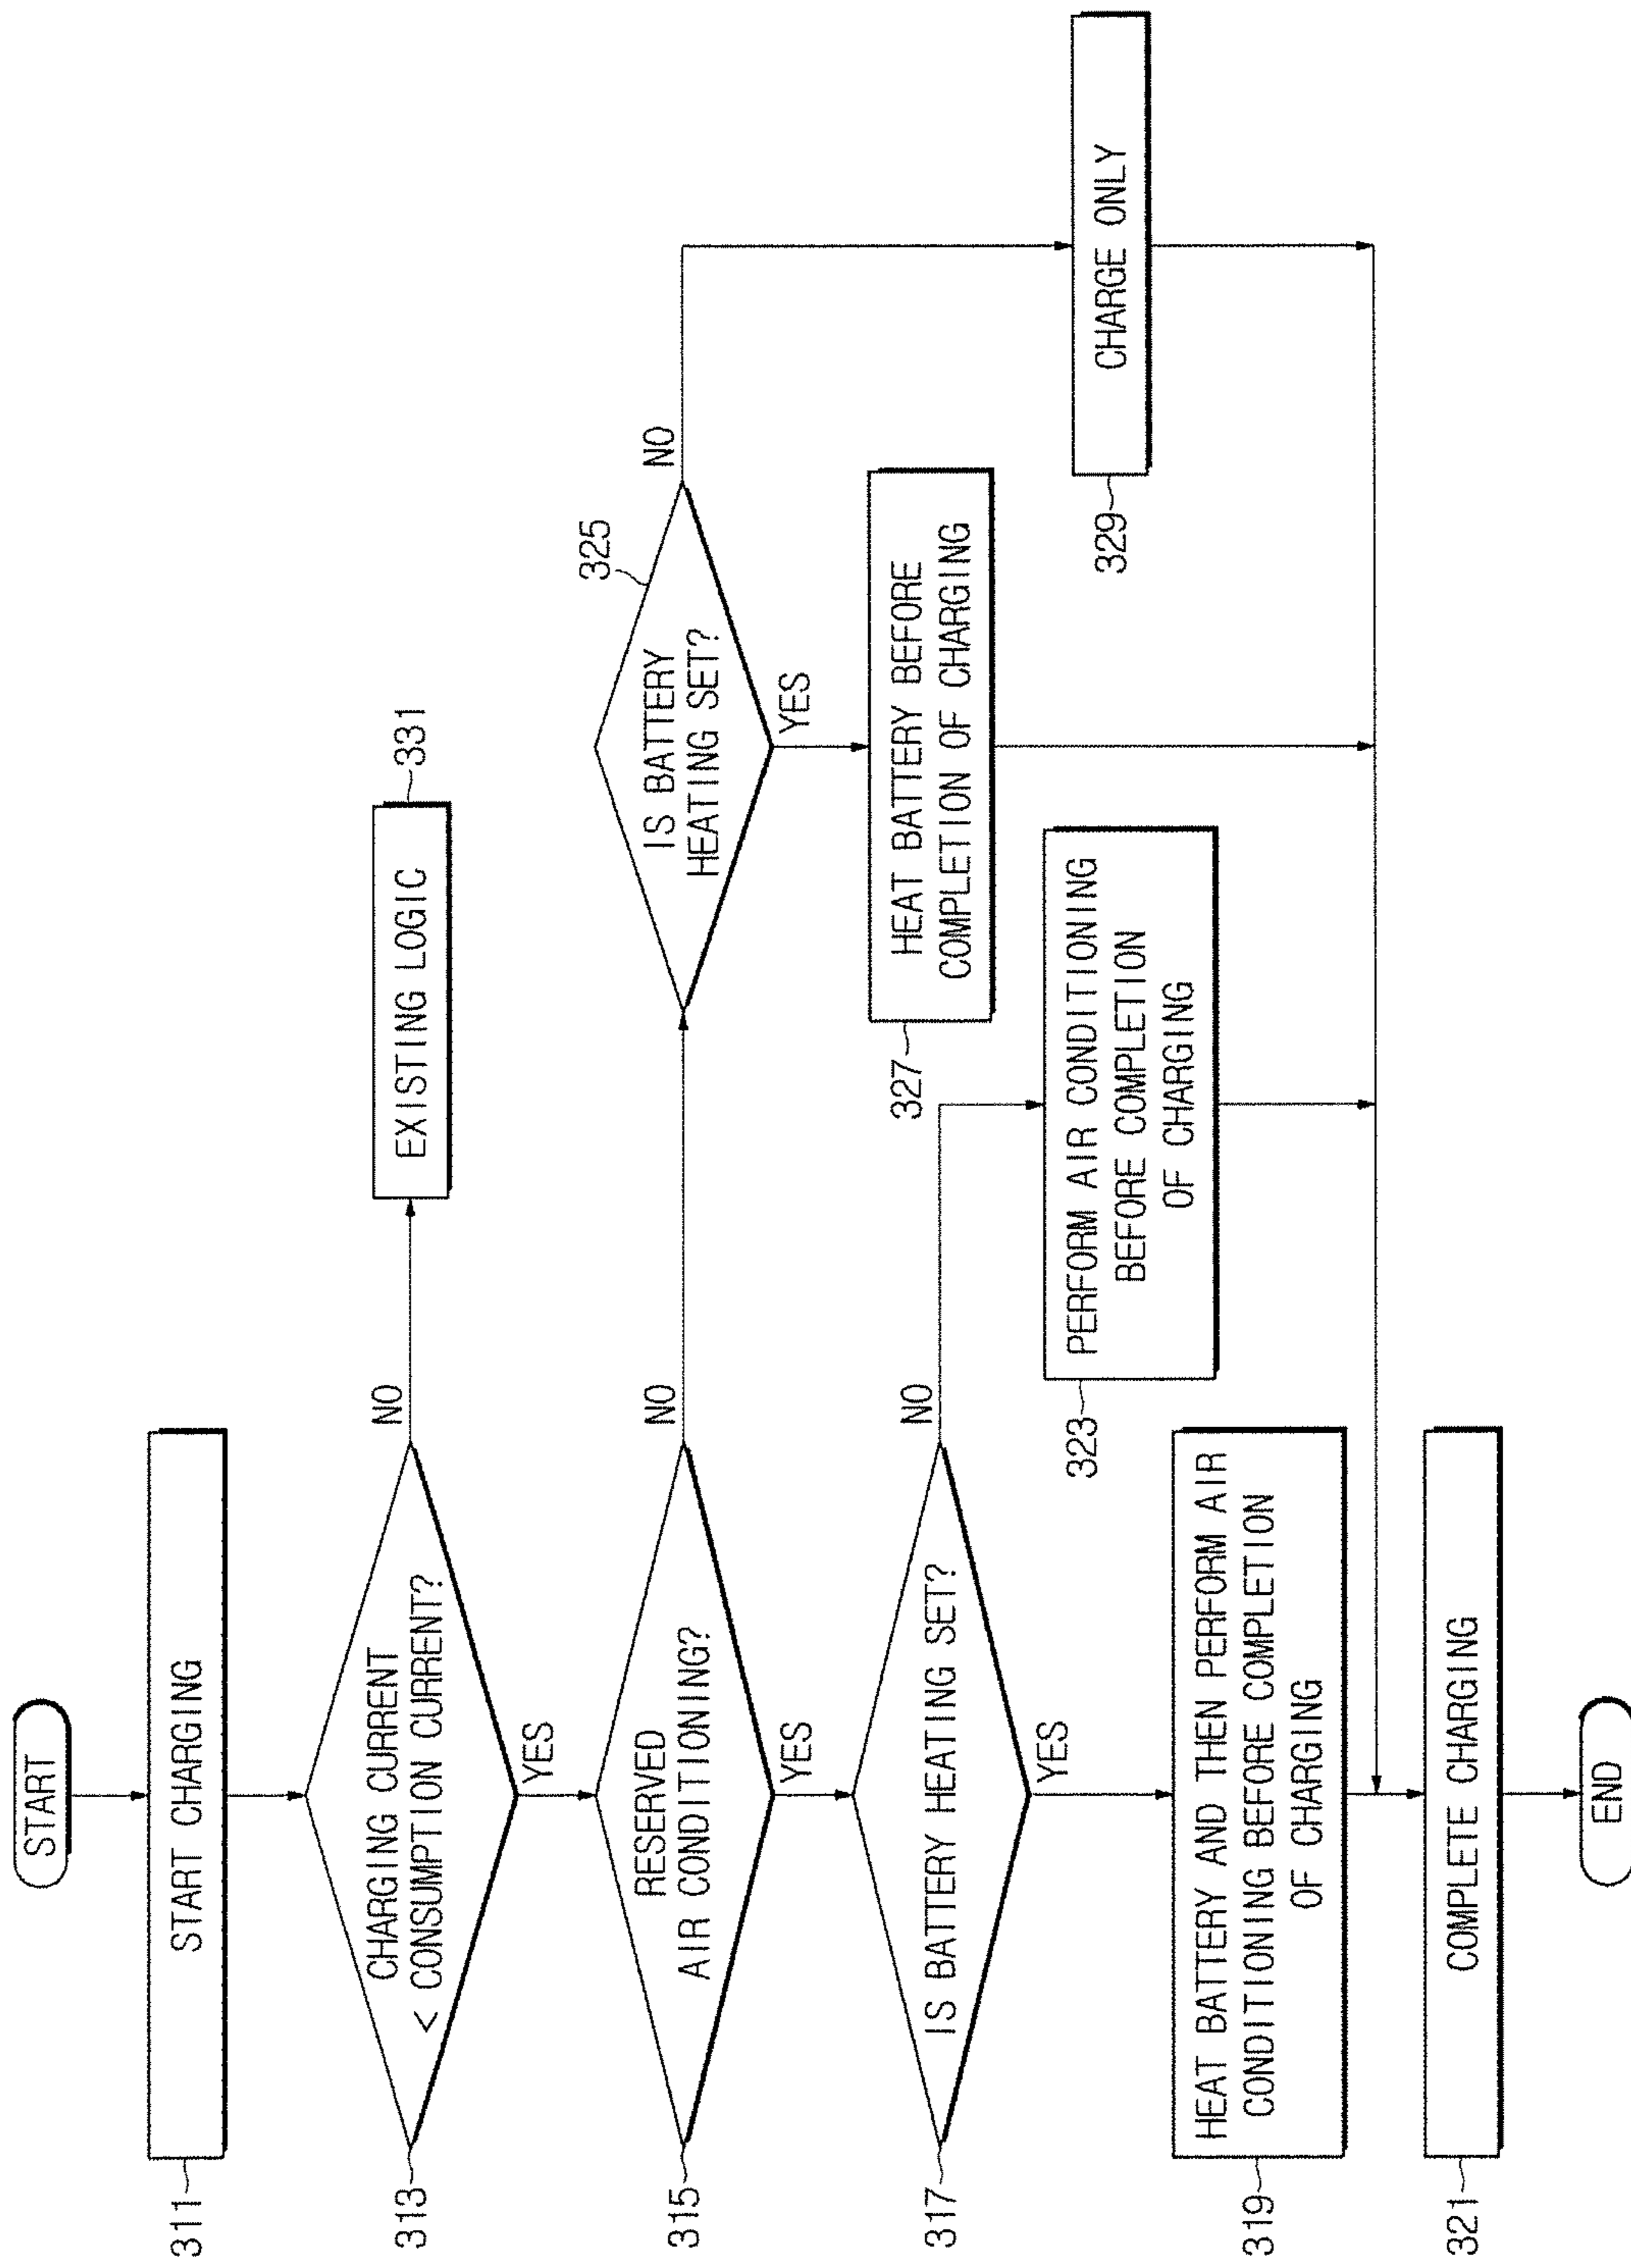 START
311
START CHARGING
313
CHARGING CURRENT
< CONSUMPTION CURRENT?
NO
EXISTING LOGIC
331
YES
315
RESERVED
AIR CONDITIONING?
NO
325
IS BATTERY
HEATING SET?
NO
YES
YES
317
IS BATTERY HEATING SET?
NO
327
HEAT BATTERY BEFORE
COMPLETION OF CHARGING
YES
323
PERFORM AIR CONDITIONING
BEFORE COMPLETION
OF CHARGING
329
CHARGE ONLY
319
HEAT BATTERY AND THEN PERFORM AIR
CONDITIONING BEFORE COMPLETION
OF CHARGING
321
COMPLETE CHARGING
END